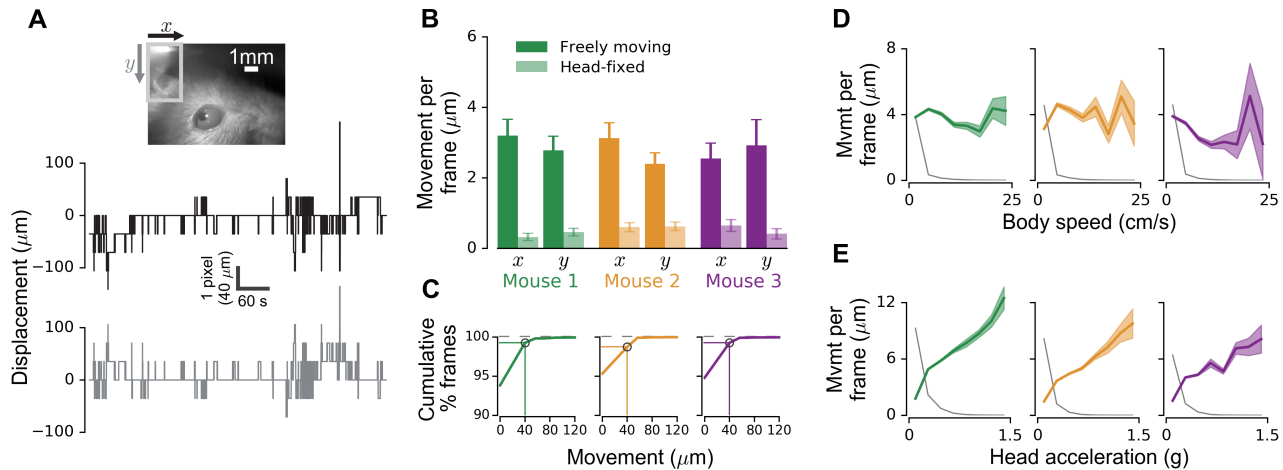 A
x
y
1mm
100
0
−100
Displacement (μm)
1 pixel
(40 μm)
60 s
100
0
−100
B
6
4
2
0
Movement per
frame (μm)
Freely moving
Head-fixed
x y x y x y
Mouse 1 Mouse 2 Mouse 3
C
Cumulative
% frames
100
95
90
0 40 80 120 0 40 80 120 0 40 80 120
Movement (μm)
D
Mvmt per
frame (μm)
8
4
0
0 25 0 25 0 25
Body speed (cm/s)
E
Mvmt per
frame (μm)
12
6
0
0 1.5 0 1.5 0 1.5
Head acceleration (g)